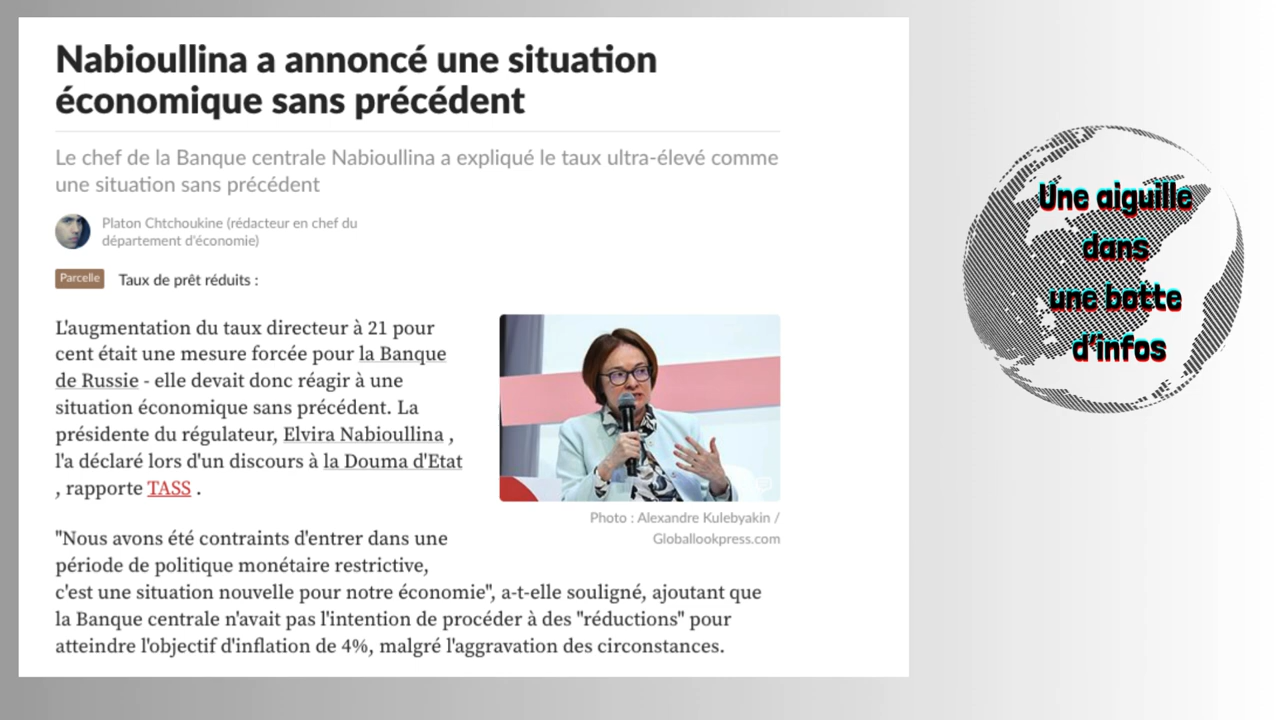 Nabioullina a annoncé une situation
économique sans précédent
Le chef de la Banque centrale Nabioullina a expliqué le taux ultra-élevé comme
une situation sans précédent
Platon Chtchoukine (rédacteur en chef du
département d'économie)
Parcelle Taux de prêt réduits :
L'augmentation du taux directeur à 21 pour
cent était une mesure forcée pour la Banque
de Russie - elle devait donc réagir à une
situation économique sans précédent. La
présidente du régulateur, Elvira Nabioullina ,
l'a déclaré lors d'un discours à la Douma d'Etat
, rapporte TASS .
Photo : Alexandre Kulebyakin /
Globallookpress.com
"Nous avons été contraints d'entrer dans une
période de politique monétaire restrictive,
c'est une situation nouvelle pour notre économie", a-t-elle souligné, ajoutant que
la Banque centrale n'avait pas l'intention de procéder à des "réductions" pour
atteindre l'objectif d'inflation de 4%, malgré l'aggravation des circonstances.
Une aiguille
dans
une botte
d'infos